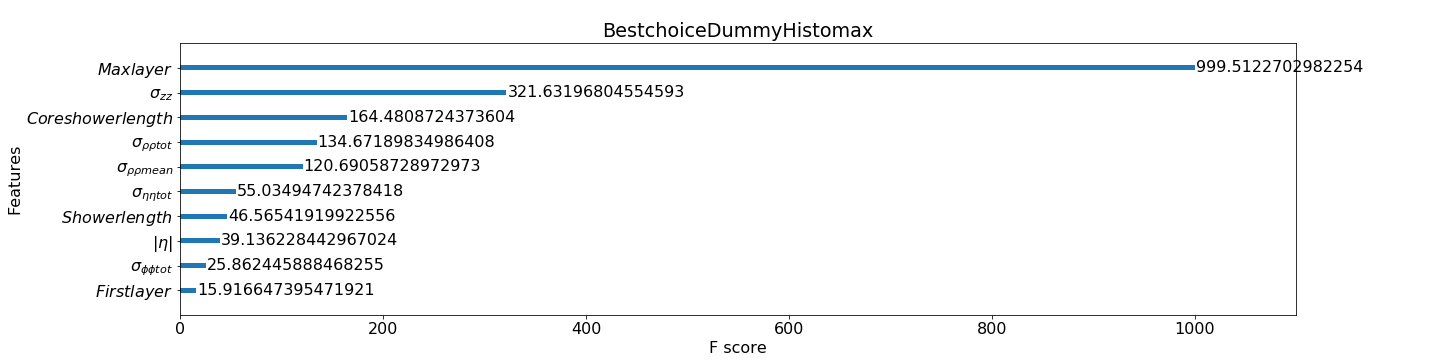 BestchoiceDummyHistomax
Features
Maxlayer 999.5122702982254
σzz 321.63196804554593
Coreshowerlength 164.4808724373604
σρρtot 134.67189834986408
σρρmean 120.69058728972973
σηηtot 55.03494742378418
Showerlength 46.56541919922556
|η| 39.136228442967024
σϕϕtot 25.862445888468255
Firstlayer 15.916647395471921
0 200 400 600 800 1000
F score